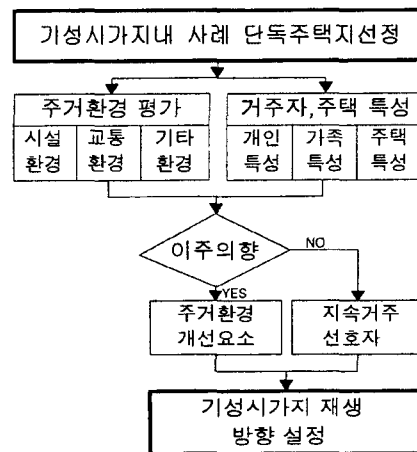 기성시가지내 사례 단독주택지선정
주거환경 평가
시설 환경
교통 환경
기타 환경
거주자,주택 특성
개인 특성
가족 특성
주택 특성
이주의향
NO
YES
주거환경
개선요소
지속거주
선호자
기성시가지 재생
방향 설정